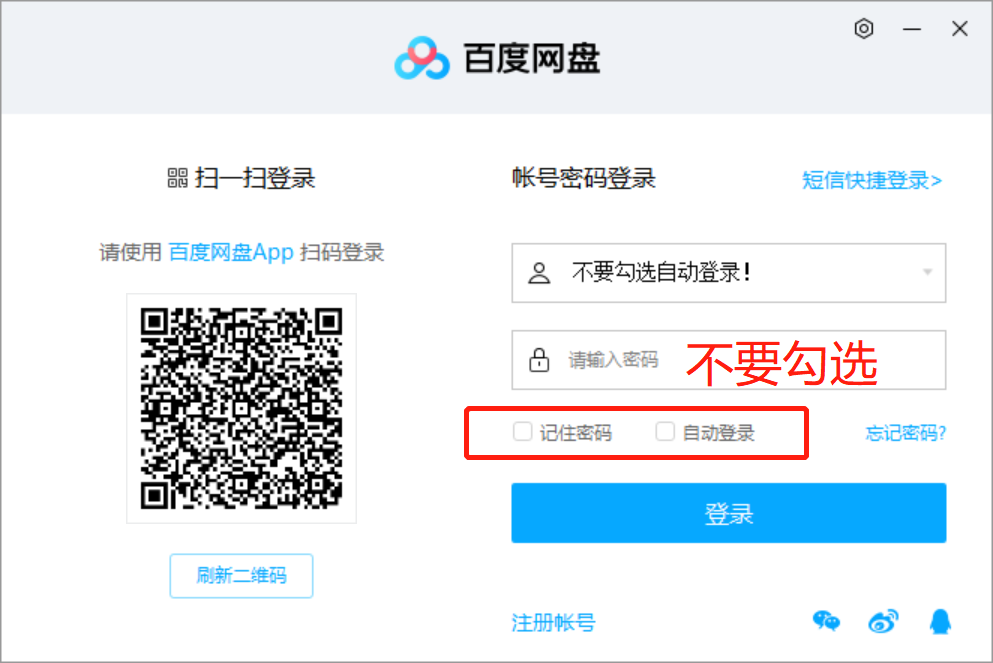 百度网盘
扫一扫登录
请使用 百度网盘App 扫码登录
刷新二维码
帐号密码登录
短信快捷登录>
不要勾选自动登录！
请输入密码
不要勾选
记住密码
自动登录
忘记密码?
登录
注册帐号